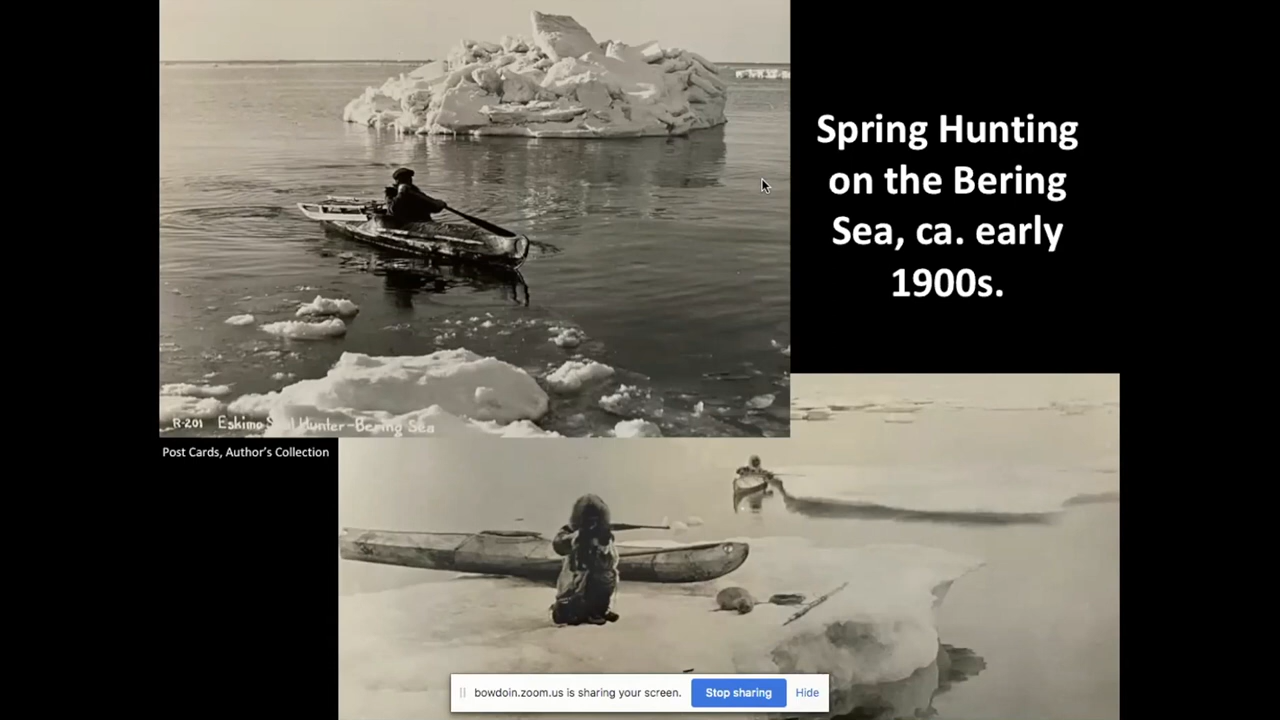 Spring Hunting
on the Bering
Sea, ca. early
1900s.
R-201 Eskimo Seal Hunter-Bering Sea
Post Cards, Author's Collection
bowdoin.zoom.us is sharing your screen. Stop sharing Hide